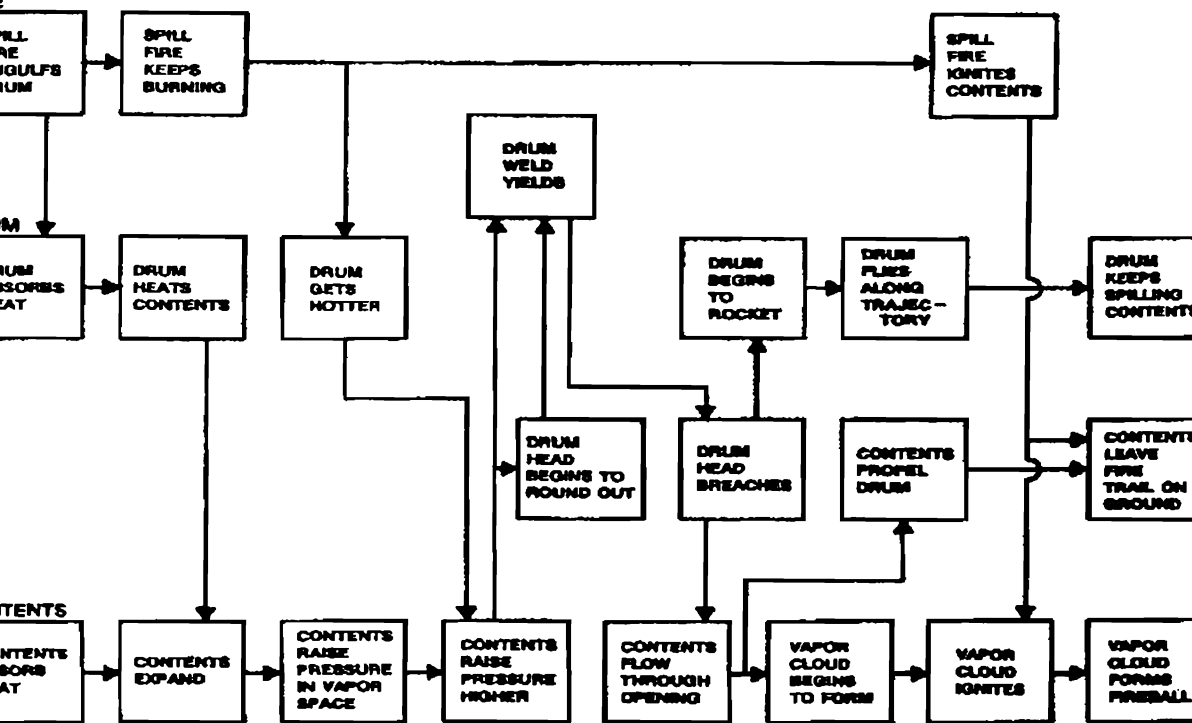 SPILL
FIRE
KEEPS
BURNING
SPILL
FIRE
IGNITES
CONTENTS
DRUM
WELD
YIELDS
DRUM
HEATS
CONTENTS
DRUM
GETS
HOTTER
DRUM
BEGINS
TO
ROCKET
DRUM
FLIES
ALONG
TRAJEC-
TORY
DRUM
KEEPS
SPILLING
CONTENTS
DRUM
HEAD
BEGINS TO
ROUND OUT
DRUM
HEAD
BREACHES
CONTENTS
PROPEL
DRUM
CONTENTS
LEAVE
FIRE
TRAIL ON
GROUND
CONTENTS
EXPAND
CONTENTS
RAISE
PRESSURE
IN VAPOR
SPACE
CONTENTS
RAISE
PRESSURE
HIGHER
CONTENTS
FLOW
THROUGH
OPENING
VAPOR
CLOUD
BEGINS
TO FORM
VAPOR
CLOUD
IGNITES
VAPOR
CLOUD
FORMS
FIREBALL